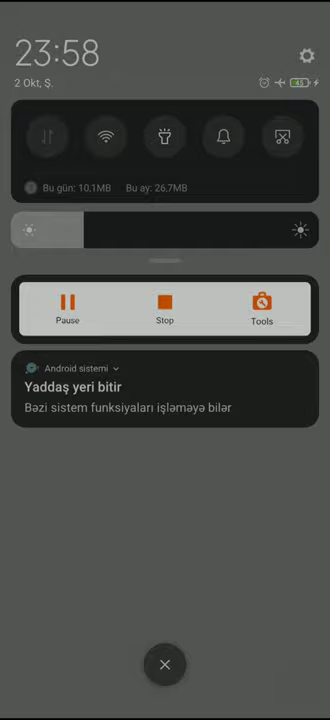 23:58
2 Okt, Ş.
45
Bu gün: 10,1MB Bu ay: 26,7MB
Pause Stop Tools
Android sistemi
Yaddaş yeri bitir
Bəzi sistem funksiyaları işləməyə bilər